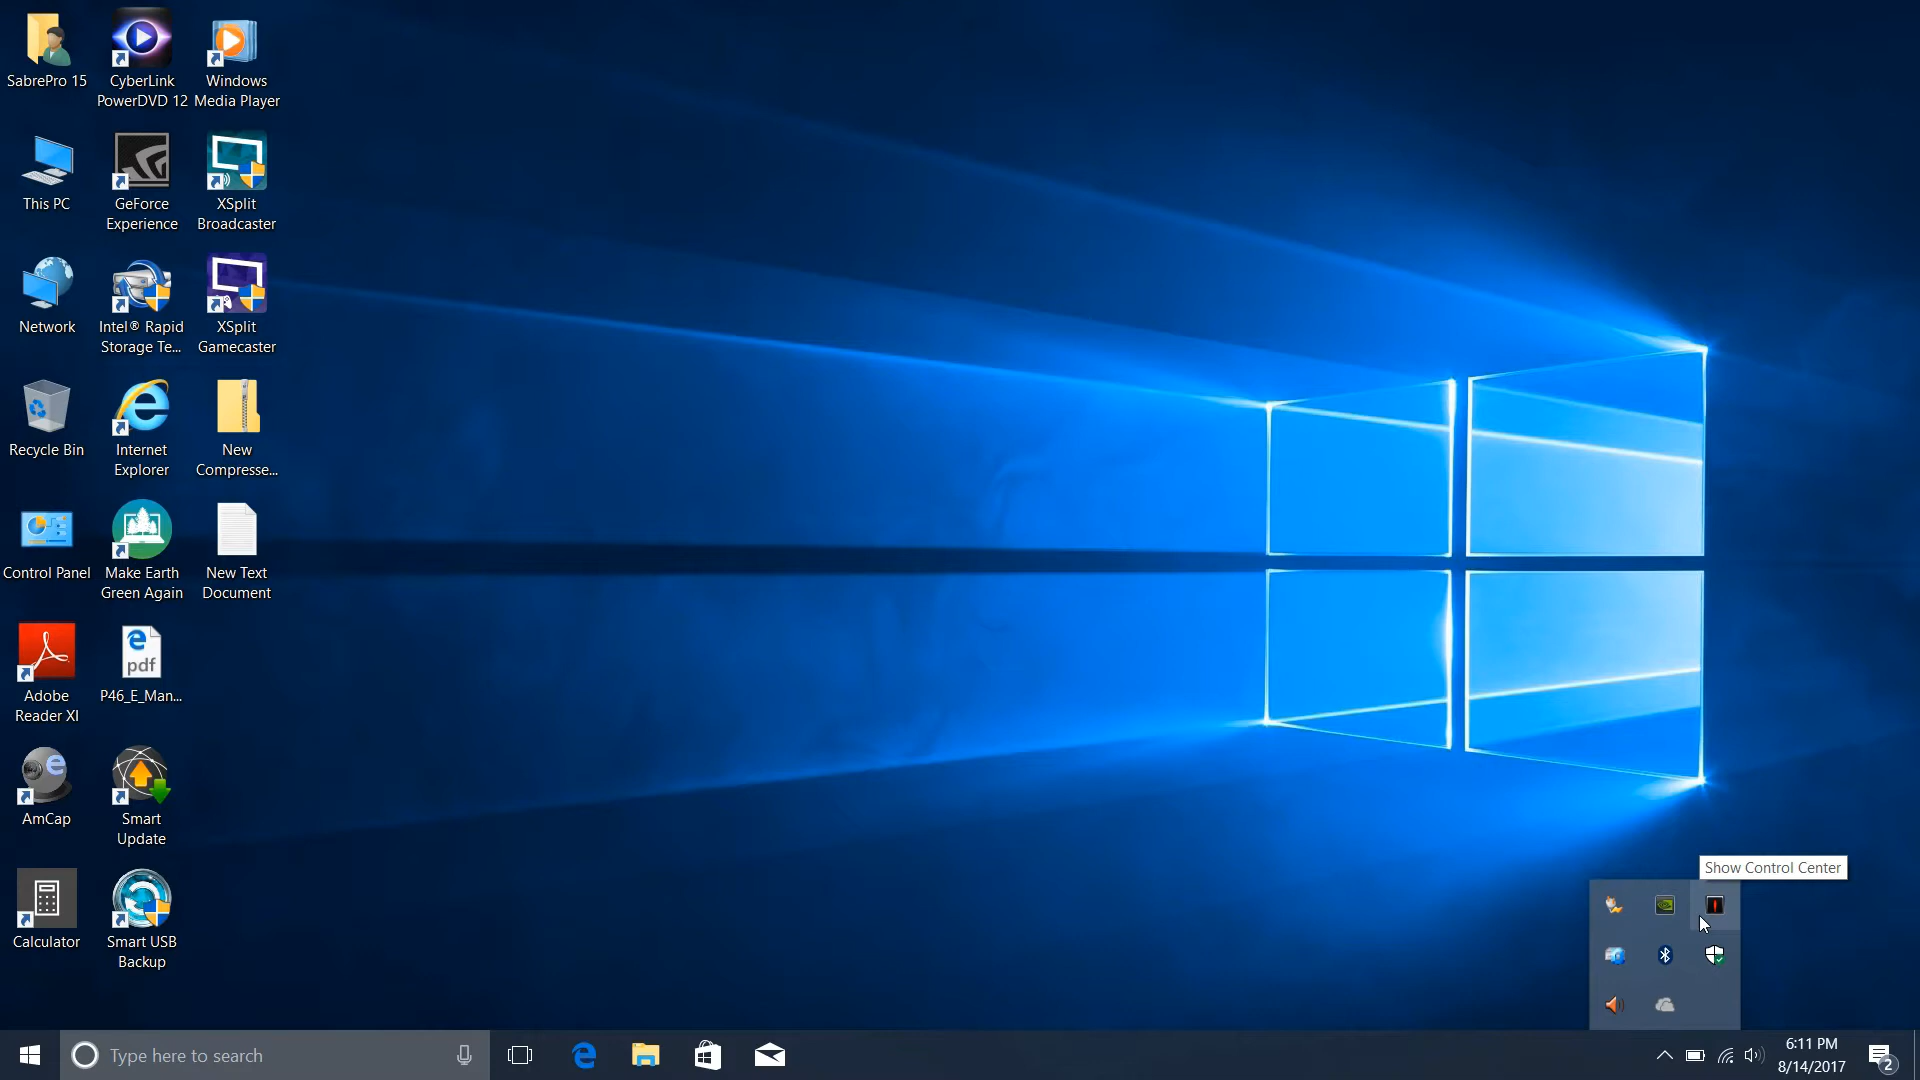 SabrePro 15
CyberLink
PowerDVD 12
Windows
Media Player
This PC
GeForce
Experience
XSplit
Broadcaster
Network
Intel® Rapid
Storage Te...
XSplit
Gamecaster
Recycle Bin
Internet
Explorer
New
Compresse...
Control Panel
Make Earth
Green Again
New Text
Document
Adobe
Reader XI
pdf
P46_E_Man...
AmCap
Smart
Update
Calculator
Smart USB
Backup
Show Control Center
Type here to search
6:11 PM
8/14/2017
2